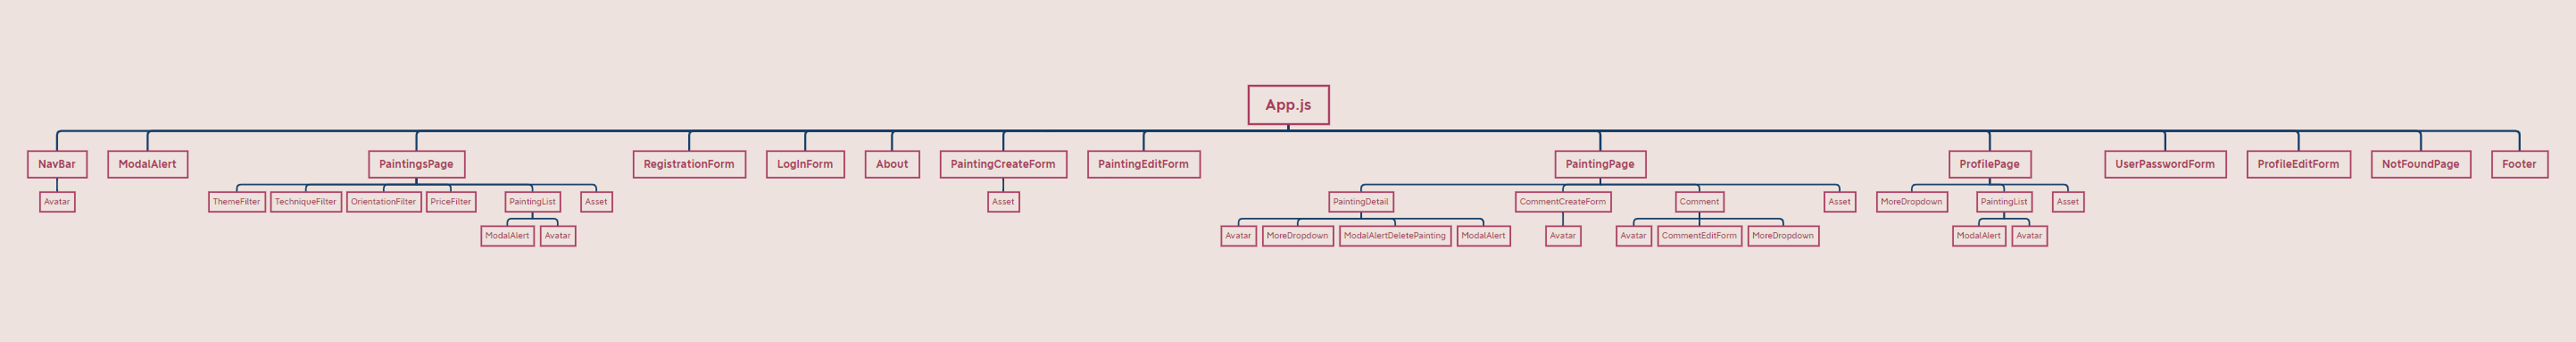 App.js
NavBar
ModalAlert
PaintingsPage
RegistrationForm
LogInForm
About
PaintingCreateForm
PaintingEditForm
PaintingPage
ProfilePage
UserPasswordForm
ProfileEditForm
NotFoundPage
Footer
Avatar
ThemeFilter
TechniqueFilter
OrientationFilter
PriceFilter
PaintingList
Asset
Asset
PaintingDetail
CommentCreateForm
Comment
Asset
MoreDropdown
PaintingList
Asset
ModalAlert
Avatar
Avatar
MoreDropdown
ModalAlertDeletePainting
ModalAlert
Avatar
Avatar
CommentEditForm
MoreDropdown
ModalAlert
Avatar